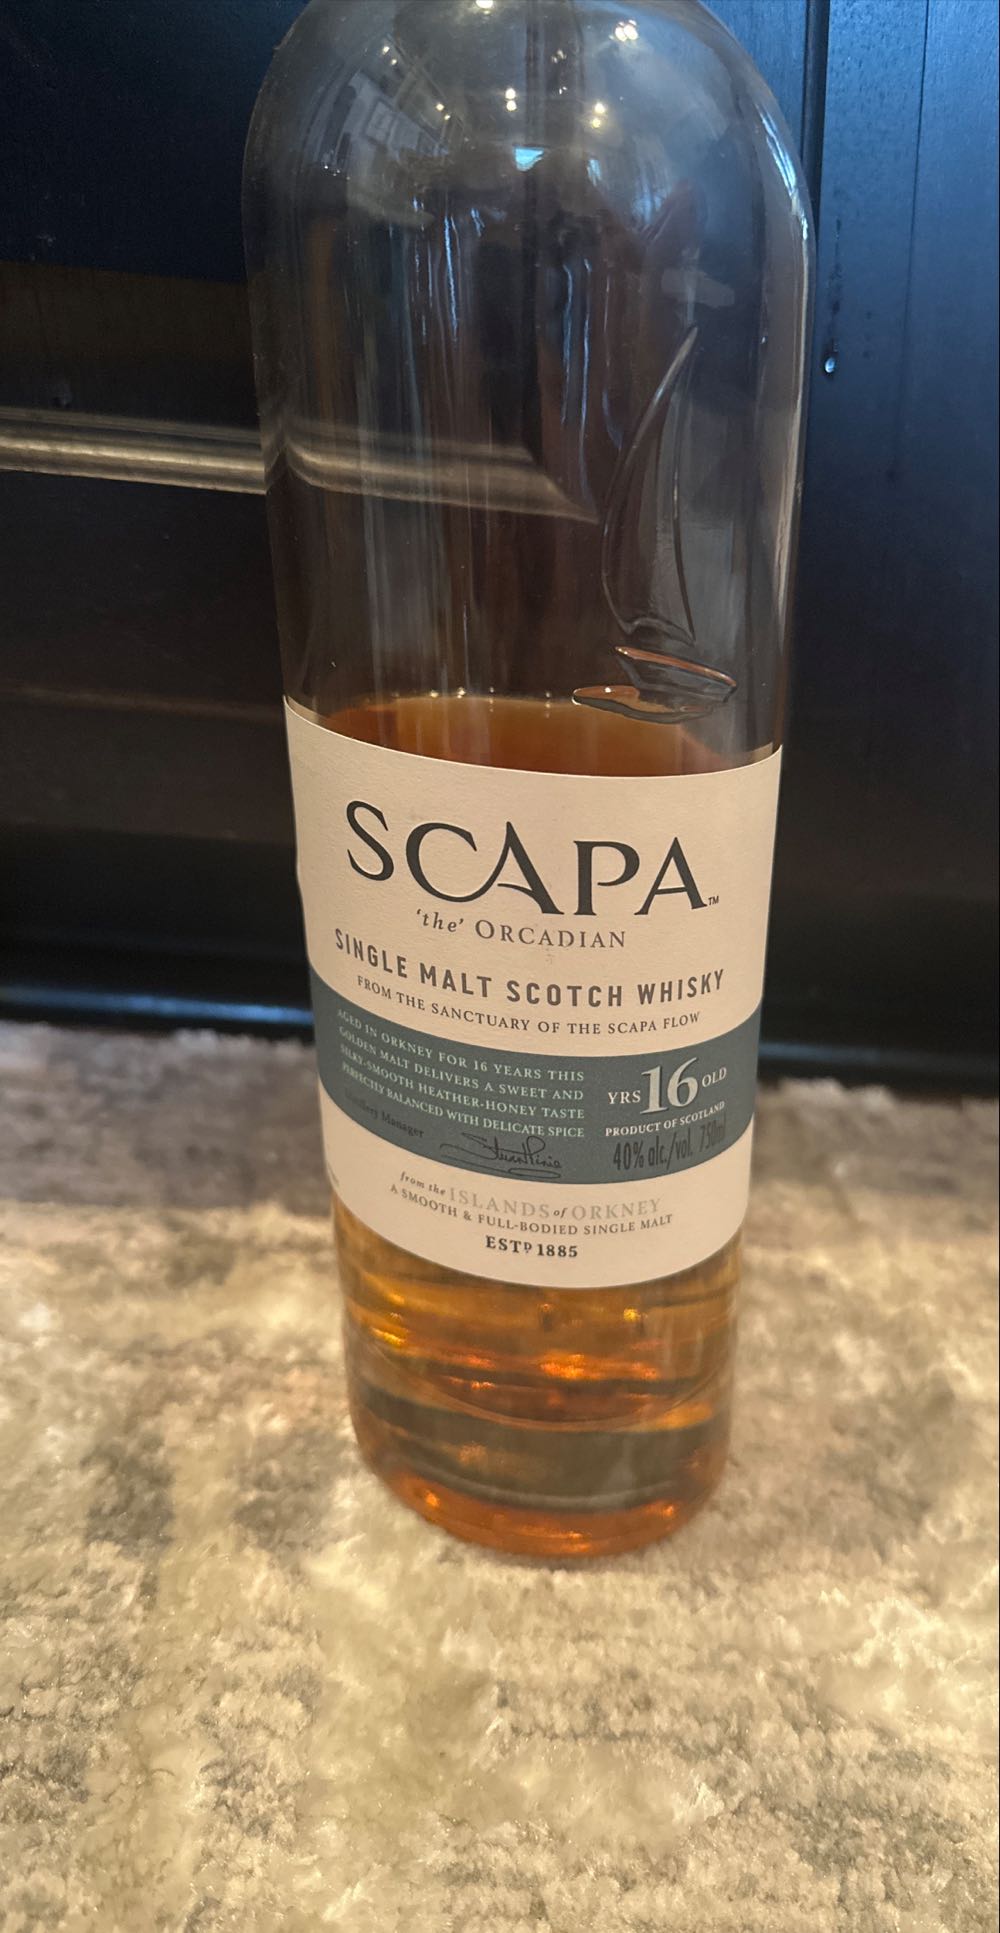 SCAPA™
'the' ORCADIAN
SINGLE MALT SCOTCH WHISKY
FROM THE SANCTUARY OF THE SCAPA FLOW
AGED IN ORKNEY FOR 16 YEARS THIS
GOLDEN MALT DELIVERS A SWEET AND
SILKY-SMOOTH HEATHER-HONEY TASTE
PERFECTLY BALANCED WITH DELICATE SPICE
Distillery Manager
YRS 16 OLD
PRODUCT OF SCOTLAND
40% alc./vol. 750ml
from the ISLANDS of ORKNEY
A SMOOTH & FULL-BODIED SINGLE MALT
ESTD 1885